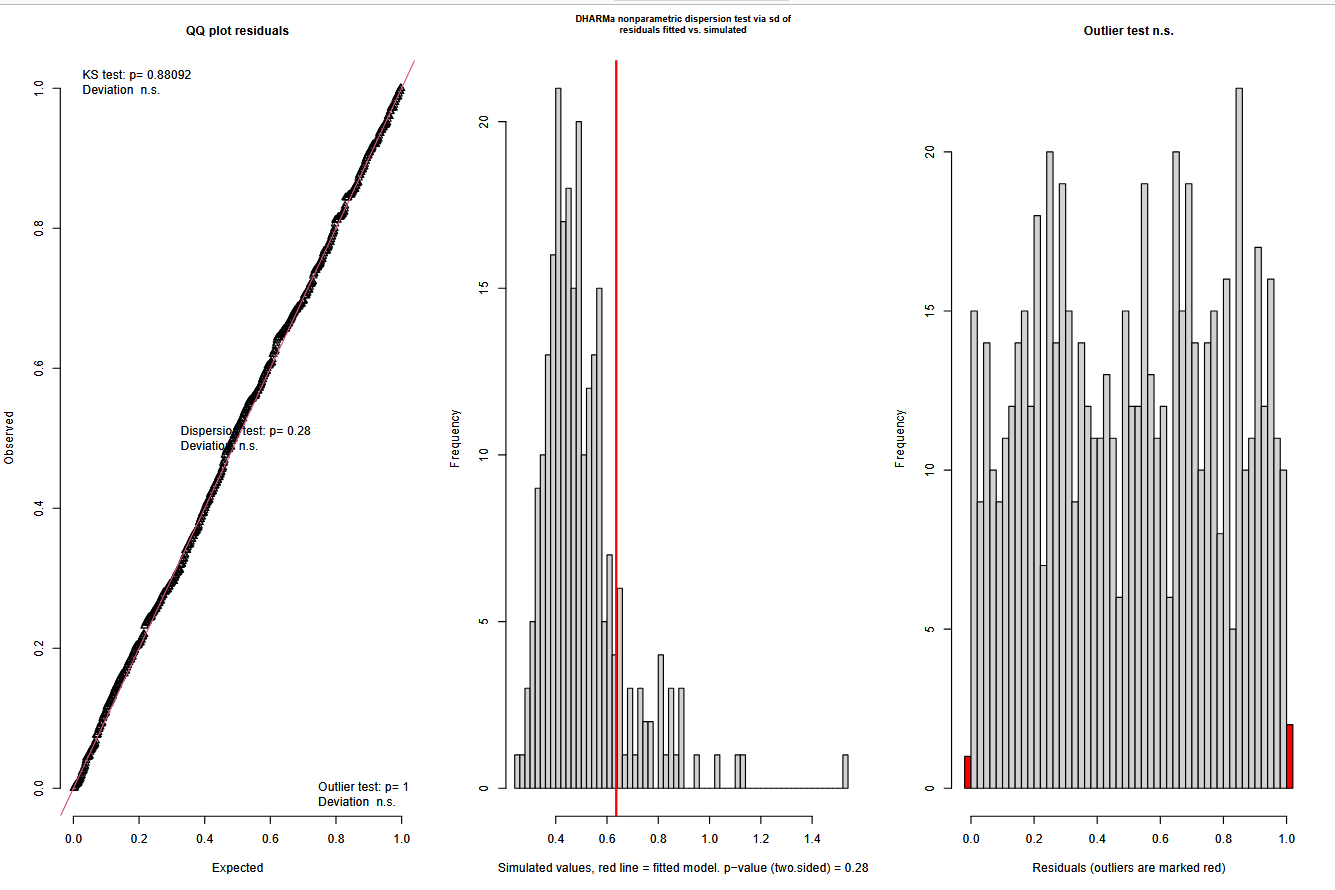 QQ plot residuals
KS test: p= 0.88092
Deviation n.s.
Dispersion test: p= 0.28
Deviation n.s.
Outlier test: p= 1
Deviation n.s.
Observed
0.0 0.2 0.4 0.6 0.8 1.0
0.0 0.2 0.4 0.6 0.8 1.0
Expected
DHARMa nonparametric dispersion test via sd of
residuals fitted vs. simulated
Frequency
0 5 10 15 20
0.4 0.6 0.8 1.0 1.2 1.4
Simulated values, red line = fitted model. p-value (two.sided) = 0.28
Outlier test n.s.
Frequency
0 5 10 15 20
0.0 0.2 0.4 0.6 0.8 1.0
Residuals (outliers are marked red)